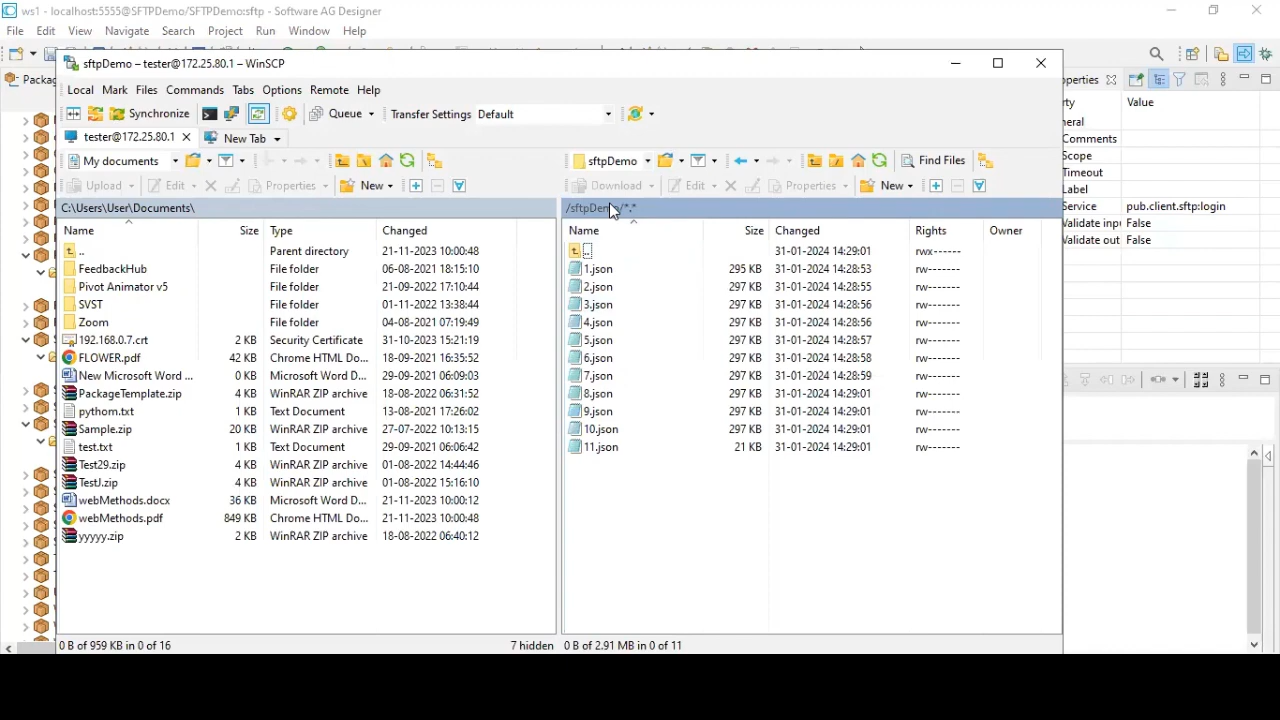 ws1 - localhost:5555@SFTPDemo/SFTPDemo:sftp - Software AG Designer
File Edit View Navigate Search Project Run Window Help
sftpDemo – tester@172.25.80.1 – WinSCP
Local Mark Files Commands Tabs Options Remote Help
Synchronize Queue Transfer Settings Default
tester@172.25.80.1 New Tab
My documents
sftpDemo Find Files
Upload Edit Properties New
Download Edit Properties New
C:\Users\User\Documents\
Name Size Type Changed
.. Parent directory 21-11-2023 10:00:48
FeedbackHub File folder 06-08-2021 18:15:10
Pivot Animator v5 File folder 21-09-2022 17:10:44
SVST File folder 01-11-2022 13:38:44
Zoom File folder 04-08-2021 07:19:49
192.168.0.7.crt 2 KB Security Certificate 31-10-2023 15:21:19
FLOWER.pdf 42 KB Chrome HTML Do... 18-09-2021 16:35:52
New Microsoft Word ... 0 KB Microsoft Word D... 29-09-2021 06:09:03
PackageTemplate.zip 4 KB WinRAR ZIP archive 18-08-2022 06:31:52
pythom.txt 1 KB Text Document 13-08-2021 17:26:02
Sample.zip 20 KB WinRAR ZIP archive 27-07-2022 10:13:15
test.txt 1 KB Text Document 29-09-2021 06:06:42
Test29.zip 4 KB WinRAR ZIP archive 01-08-2022 14:44:46
TestJ.zip 4 KB WinRAR ZIP archive 01-08-2022 15:16:10
webMethods.docx 36 KB Microsoft Word D... 21-11-2023 10:00:12
webMethods.pdf 849 KB Chrome HTML Do... 21-11-2023 10:00:48
yyyyy.zip 2 KB WinRAR ZIP archive 18-08-2022 06:40:12
0 B of 959 KB in 0 of 16 7 hidden
/sftpDemo/*.*
Name Size Changed Rights Owner
.. 31-01-2024 14:29:01 rwx------
1.json 295 KB 31-01-2024 14:28:53 rw-------
2.json 297 KB 31-01-2024 14:28:55 rw-------
3.json 297 KB 31-01-2024 14:28:56 rw-------
4.json 297 KB 31-01-2024 14:28:56 rw-------
5.json 297 KB 31-01-2024 14:28:57 rw-------
6.json 297 KB 31-01-2024 14:28:58 rw-------
7.json 297 KB 31-01-2024 14:28:59 rw-------
8.json 297 KB 31-01-2024 14:29:01 rw-------
9.json 297 KB 31-01-2024 14:29:01 rw-------
10.json 297 KB 31-01-2024 14:29:01 rw-------
11.json 21 KB 31-01-2024 14:29:01 rw-------
0 B of 2.91 MB in 0 of 11
Packag
operties
ty Value
neral
Comments
Scope
Timeout
Label
Service pub.client.sftp:login
Validate inpu False
Validate out False